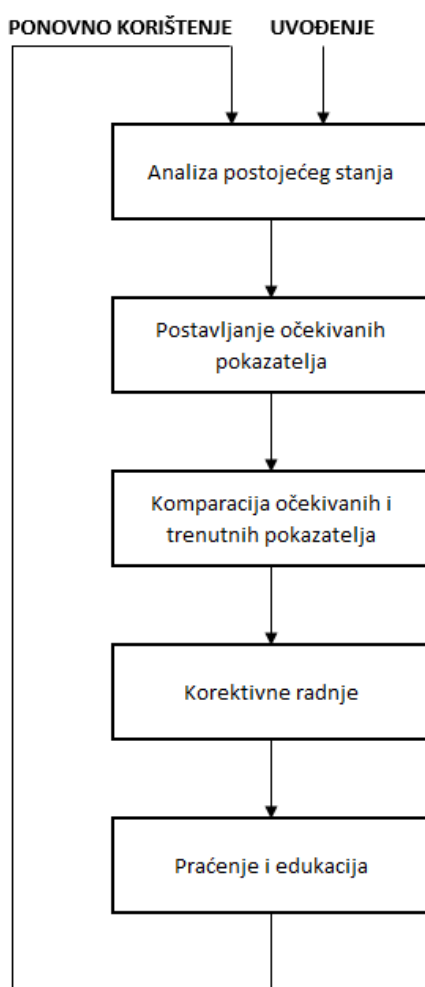 PONOVNO KORIŠTENJE UVOĐENJE
Analiza postojećeg stanja
Postavljanje očekivanih
pokazatelja
Komparacija očekivanih i
trenutnih pokazatelja
Korektivne radnje
Praćenje i edukacija